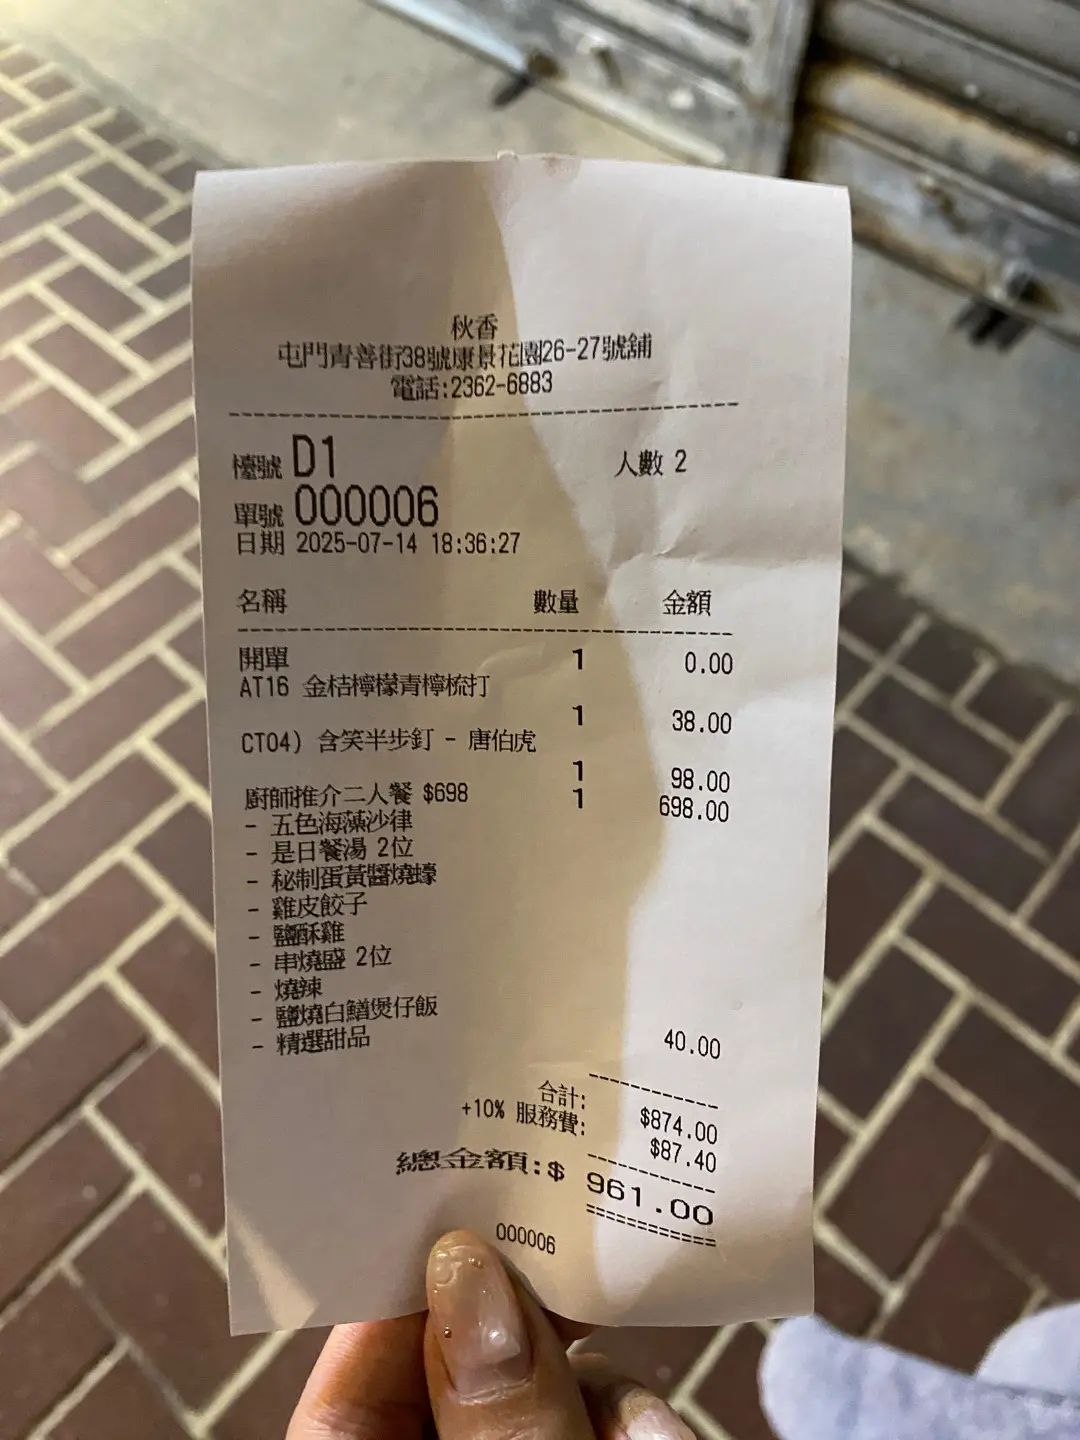 秋香
屯門青善街38號康景花園26-27號舖
電話:2362-6883
檯號 D1 人數 2
單號 000006
日期 2025-07-14 18:36:27
名稱 數量 金額
開單 1 0.00
AT16 金桔檸檬青檸梳打
1 38.00
CT04) 含笑半步釘 - 唐伯虎
1 98.00
廚師推介二人餐 $698 1 698.00
- 五色海藻沙律
- 是日餐湯 2位
- 秘制蛋黃醬燒蠔
- 雞皮餃子
- 鹽酥雞
- 串燒盛 2位
- 燒辣
- 鹽燒白鱔煲仔飯
- 精選甜品 40.00
合計: $874.00
+10% 服務費: $87.40
總金額:$ 961.00
000006